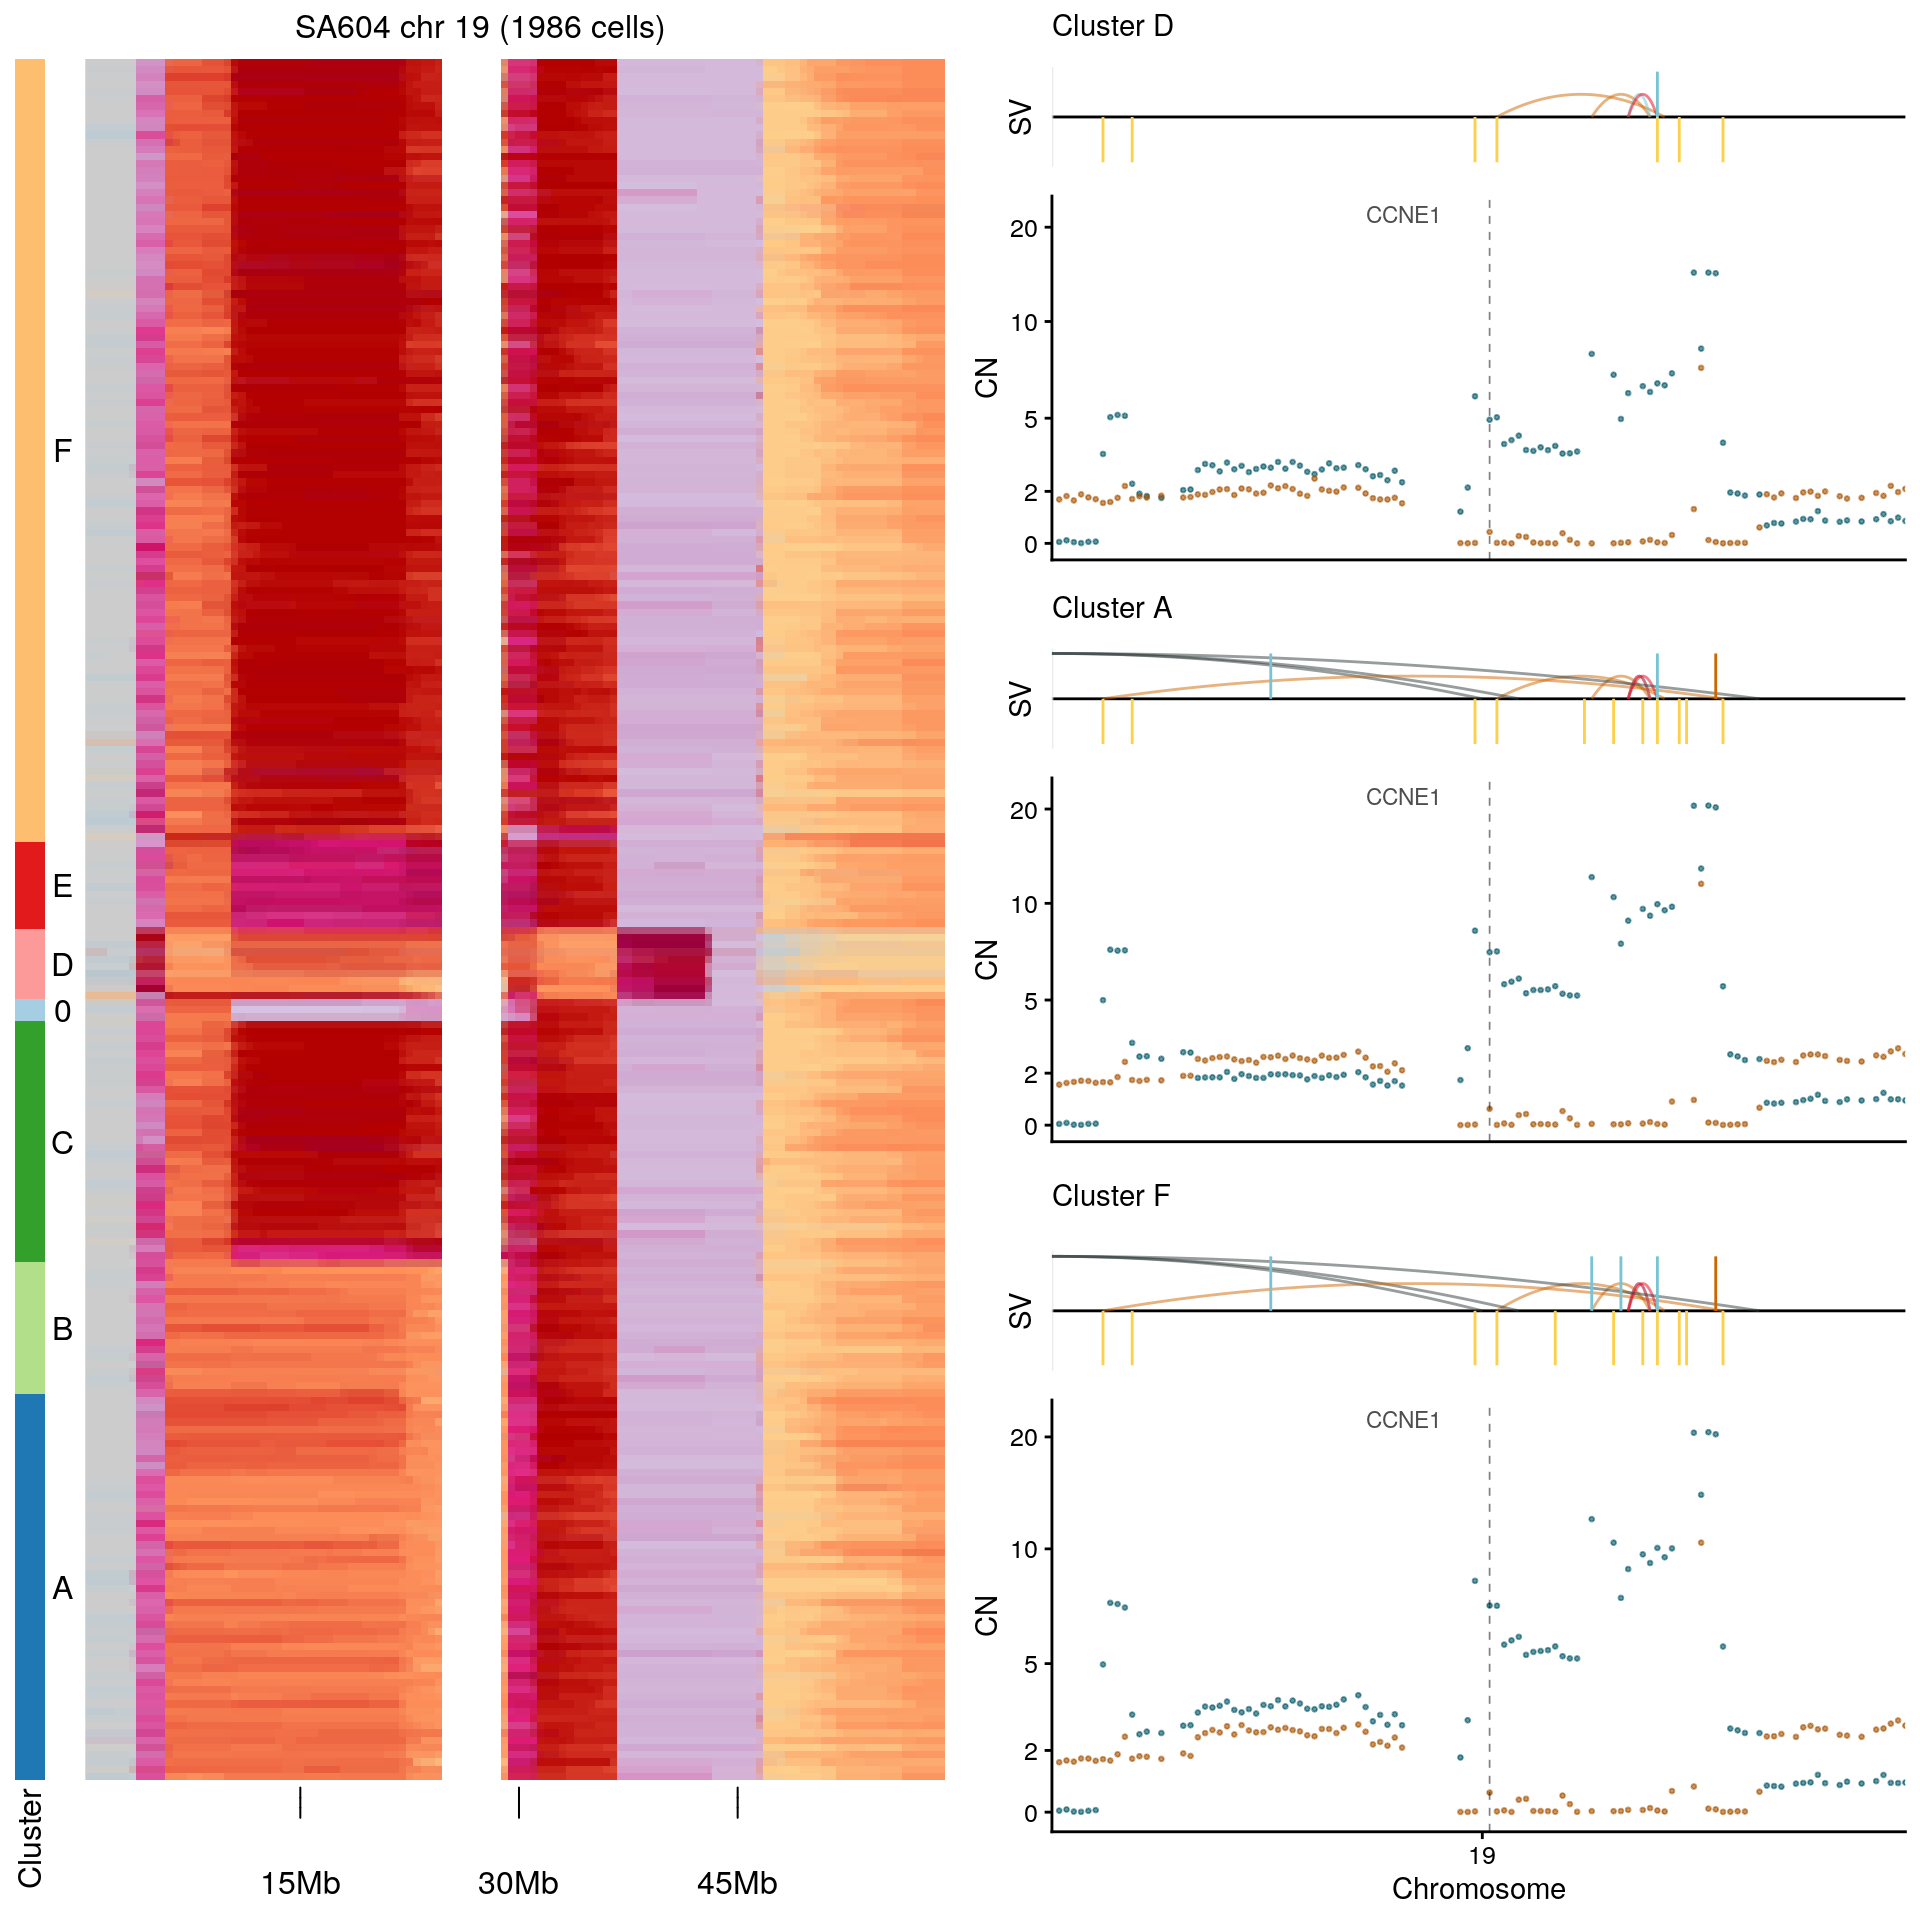 SA604 chr 19 (1986 cells)
F
E
D
0
C
B
A
Cluster
15Mb
30Mb
45Mb
Cluster D
SV
CCNE1
CN
20
10
5
2
0
Cluster A
SV
CCNE1
CN
20
10
5
2
0
Cluster F
SV
CCNE1
CN
20
10
5
2
0
19
Chromosome